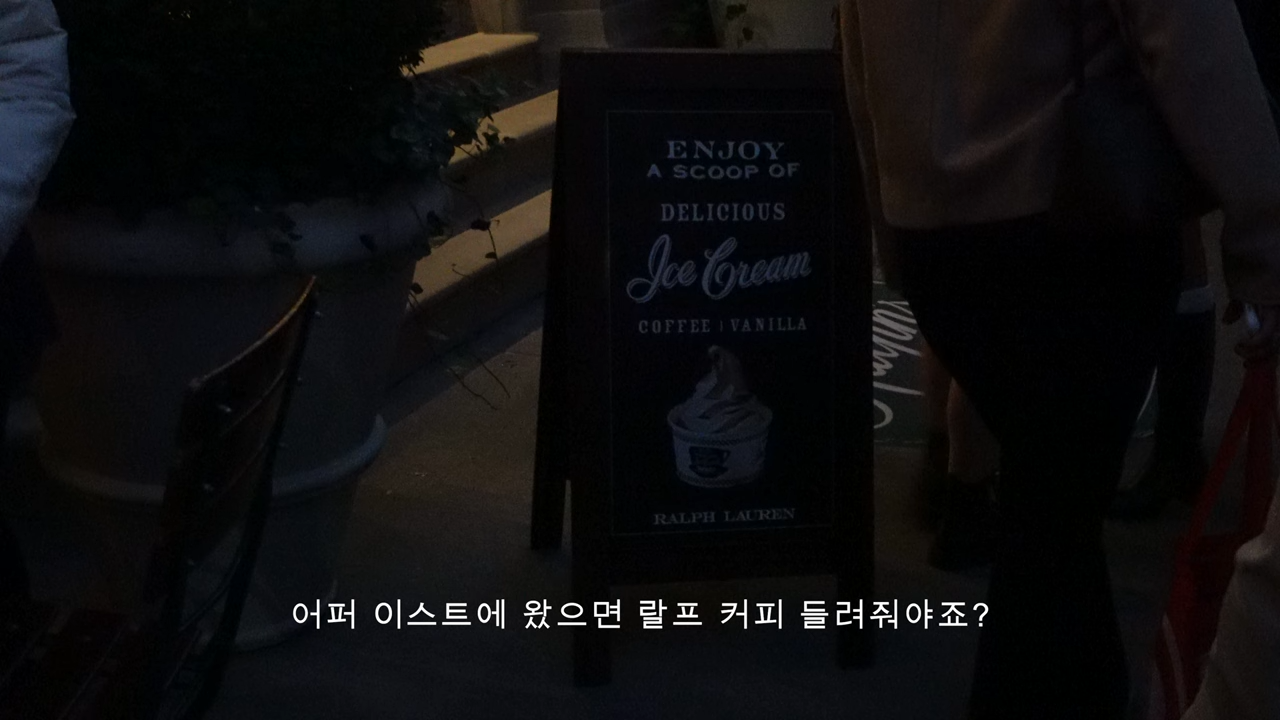 ENJOY
A SCOOP OF
DELICIOUS
Ice Cream
COFFEE | VANILLA
RALPH LAUREN
어퍼 이스트에 왔으면 랄프 커피 들려줘야죠?